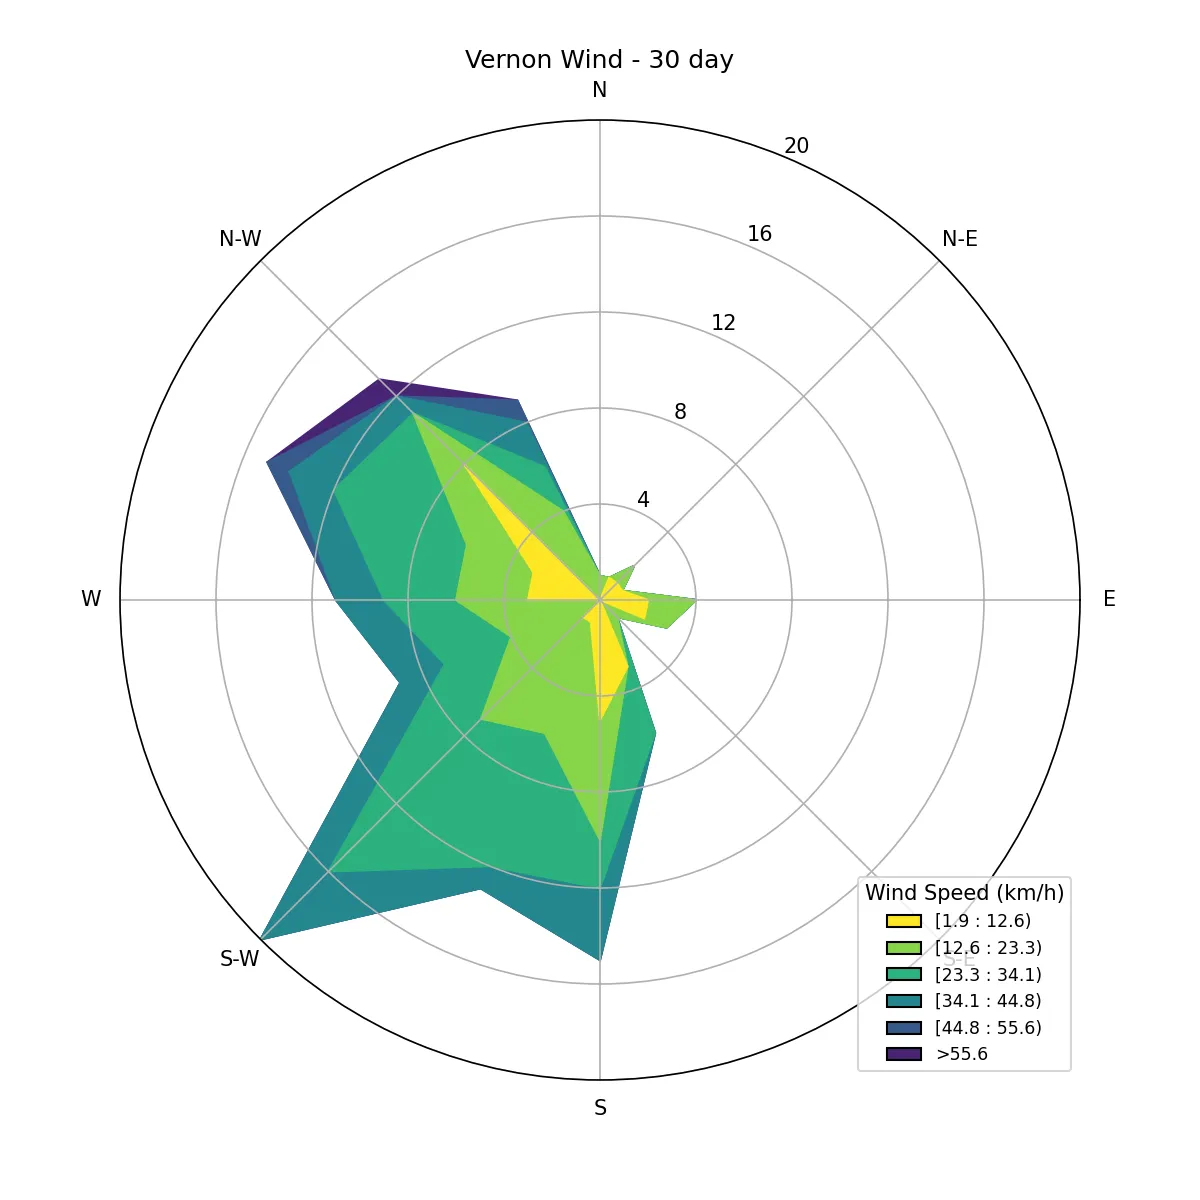 Vernon Wind - 30 day
N
20
N-W
16
N-E
12
8
4
W
E
S-W
S-E
Wind Speed (km/h)
[1.9 : 12.6)
[12.6 : 23.3)
[23.3 : 34.1)
[34.1 : 44.8)
[44.8 : 55.6)
>55.6
S